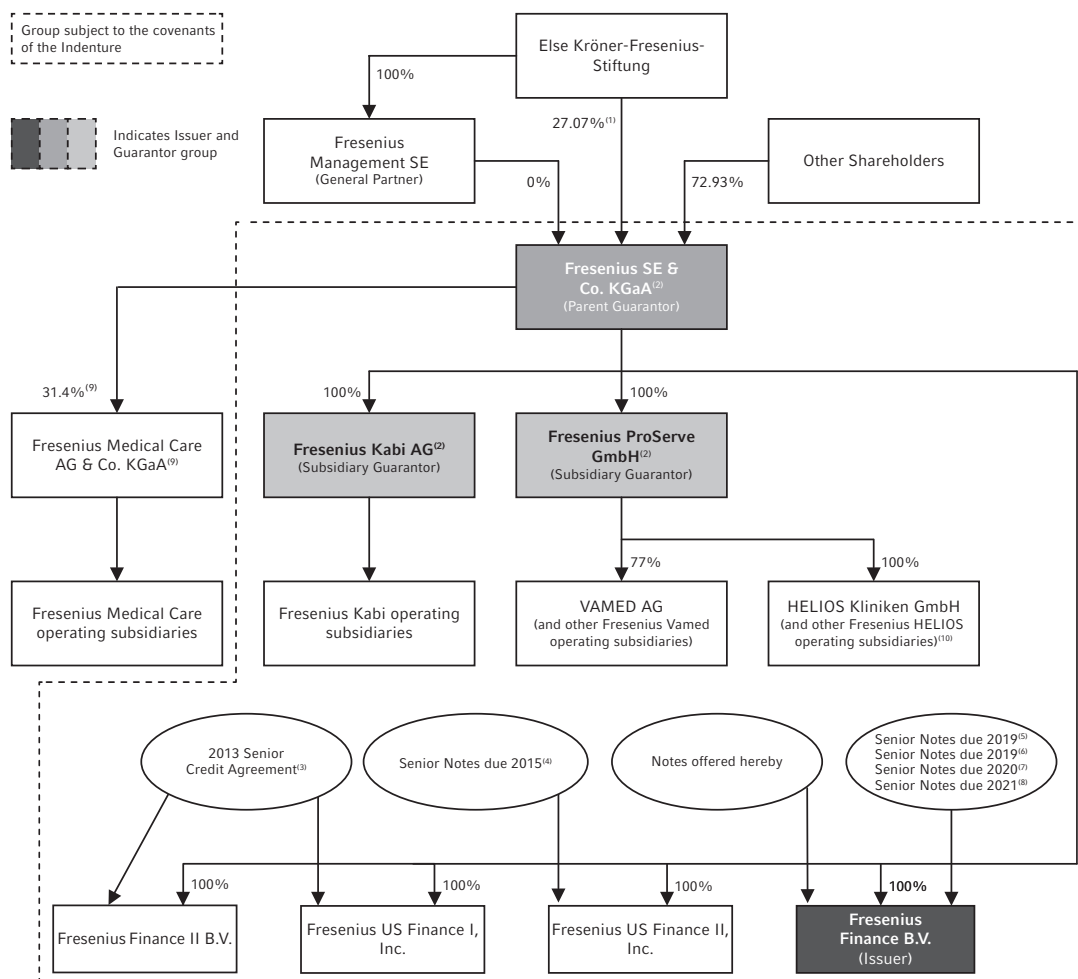 Group subject to the covenants
of the Indenture
Indicates Issuer and
Guarantor group
Else Kröner-Fresenius-
Stiftung
100%
27.07%(1)
Fresenius
Management SE
(General Partner)
0%
72.93%
Other Shareholders
Fresenius SE &
Co. KGaA(2)
(Parent Guarantor)
31.4%(9)
100%
100%
Fresenius Medical Care
AG & Co. KGaA(9)
Fresenius Kabi AG(2)
(Subsidiary Guarantor)
Fresenius ProServe
GmbH(2)
(Subsidiary Guarantor)
77%
100%
Fresenius Medical Care
operating subsidiaries
Fresenius Kabi operating
subsidiaries
VAMED AG
(and other Fresenius Vamed
operating subsidiaries)
HELIOS Kliniken GmbH
(and other Fresenius HELIOS
operating subsidiaries)(10)
2013 Senior
Credit Agreement(3)
Senior Notes due 2015(4)
Notes offered hereby
Senior Notes due 2019(5)
Senior Notes due 2019(6)
Senior Notes due 2020(7)
Senior Notes due 2021(8)
100%
100%
100%
100%
Fresenius Finance II B.V.
Fresenius US Finance I,
Inc.
Fresenius US Finance II,
Inc.
Fresenius
Finance B.V.
(Issuer)